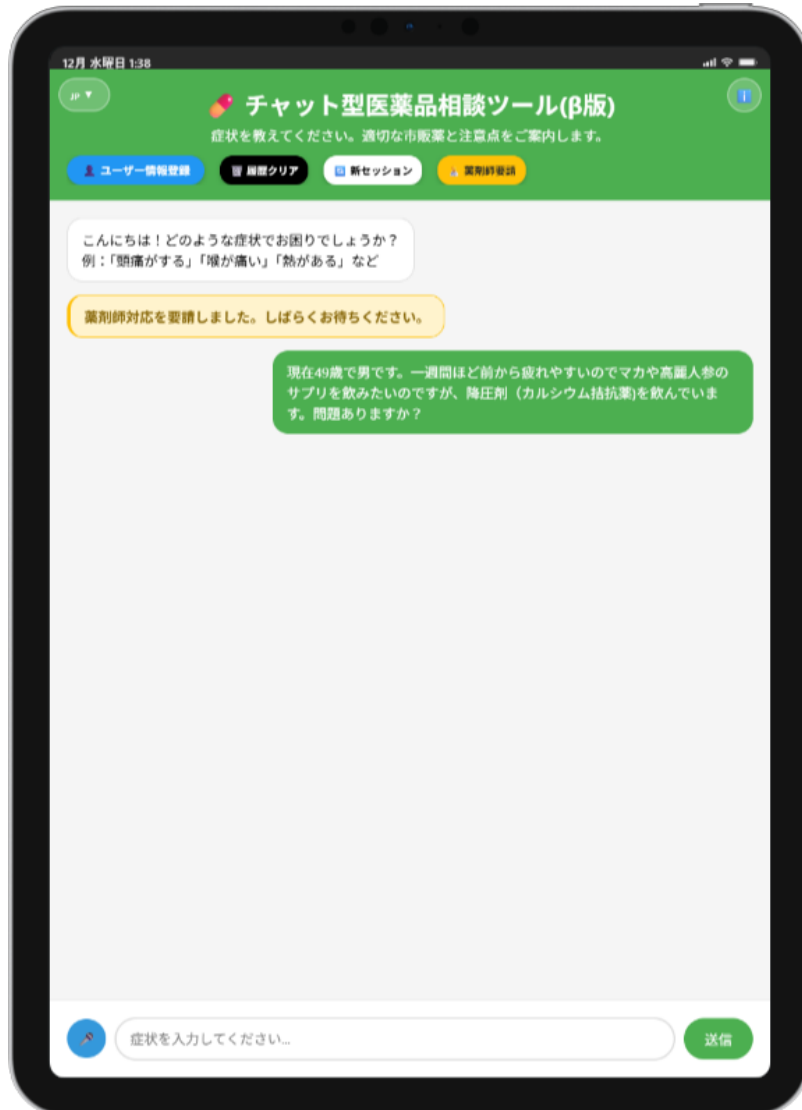 12月 水曜日 1:38
JP ▼
チャット型医薬品相談ツール(β版)
症状を教えてください。適切な市販薬と注意点をご案内します。
ユーザー情報登録
履歴クリア
新セッション
薬剤師要請
こんにちは！どのような症状でお困りでしょうか？
例：「頭痛がする」「喉が痛い」「熱がある」など
薬剤師対応を要請しました。しばらくお待ちください。
現在49歳で男です。一週間ほど前から疲れやすいのでマカや高麗人参の
サプリを飲みたいのですが、降圧剤（カルシウム拮抗薬)を飲んでいま
す。問題ありますか？
症状を入力してください...
送信